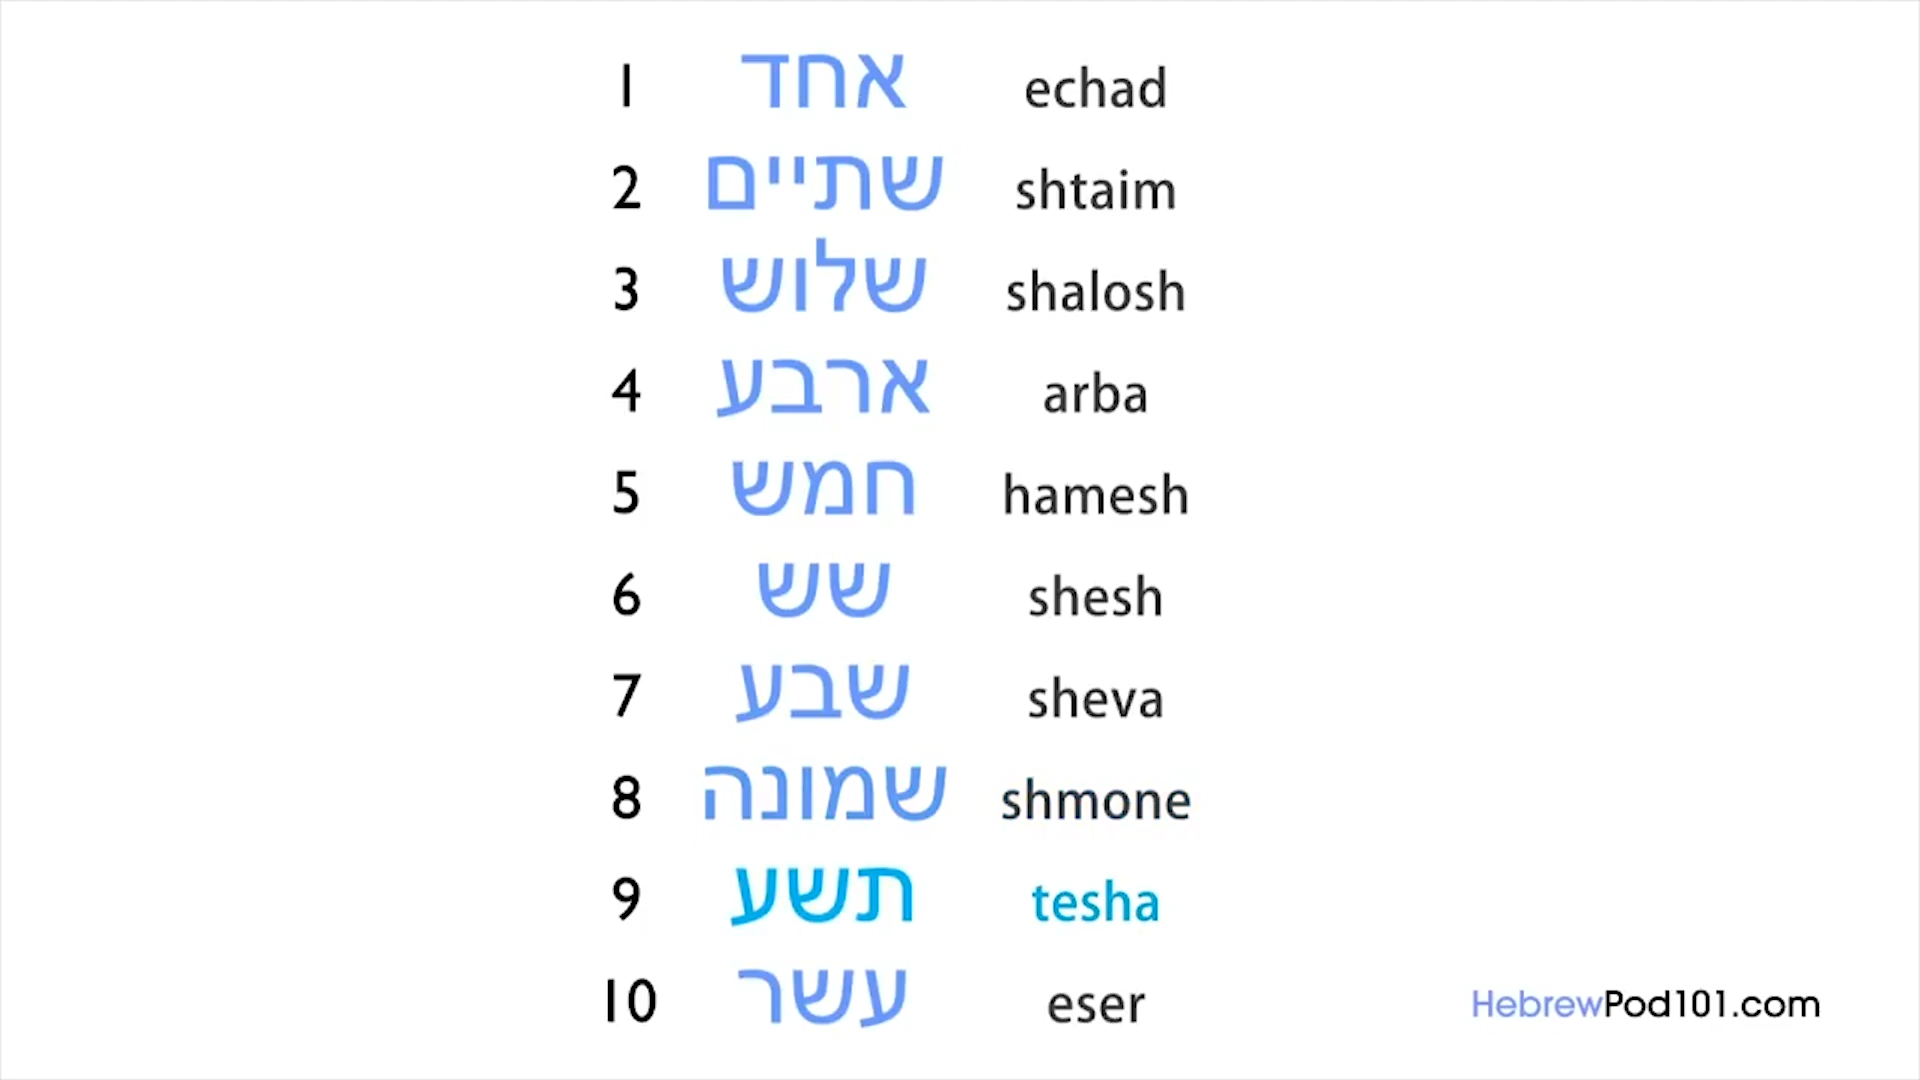 1 אחד echad
2 שתיים shtaim
3 שלוש shalosh
4 ארבע arba
5 חמש hamesh
6 שש shesh
7 שבע sheva
8 שמונה shmone
9 תשע tesha
10 עשר eser
HebrewPod101.com